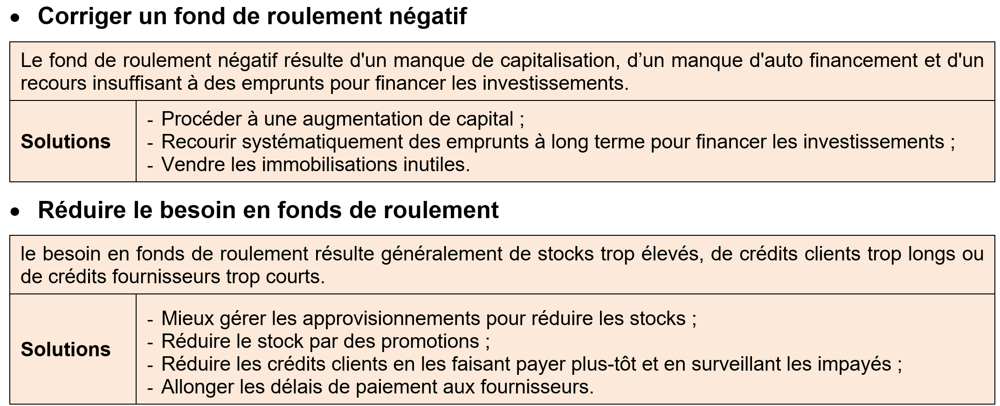 • Corriger un fond de roulement négatif
Le fond de roulement négatif résulte d'un manque de capitalisation, d’un manque d'auto financement et d'un
recours insuffisant à des emprunts pour financer les investissements.
Solutions
- Procéder à une augmentation de capital ;
- Recourir systématiquement des emprunts à long terme pour financer les investissements ;
- Vendre les immobilisations inutiles.
• Réduire le besoin en fonds de roulement
le besoin en fonds de roulement résulte généralement de stocks trop élevés, de crédits clients trop longs ou
de crédits fournisseurs trop courts.
Solutions
- Mieux gérer les approvisionnements pour réduire les stocks ;
- Réduire le stock par des promotions ;
- Réduire les crédits clients en les faisant payer plus-tôt et en surveillant les impayés ;
- Allonger les délais de paiement aux fournisseurs.